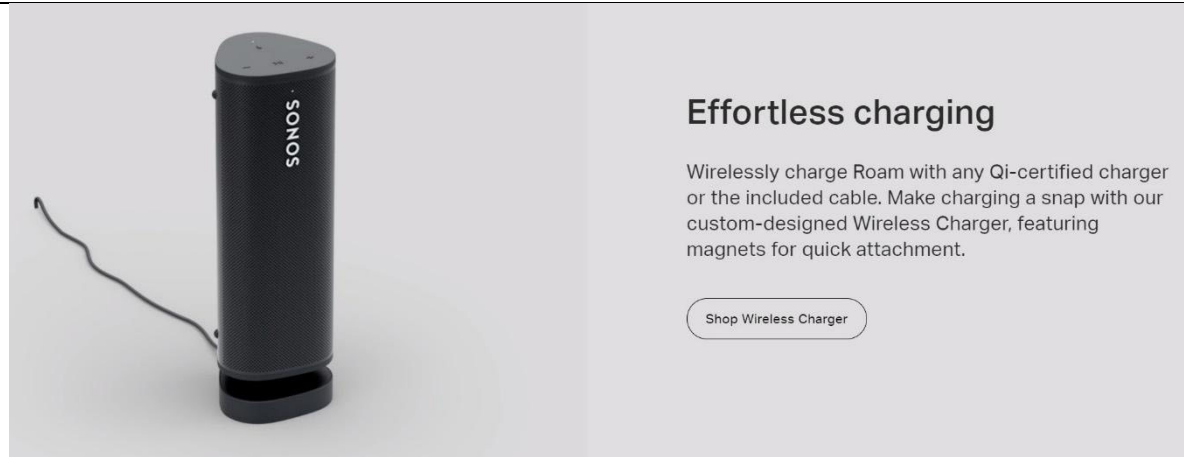 SONOS
Effortless charging
Wirelessly charge Roam with any Qi-certified charger
or the included cable. Make charging a snap with our
custom-designed Wireless Charger, featuring
magnets for quick attachment.
Shop Wireless Charger